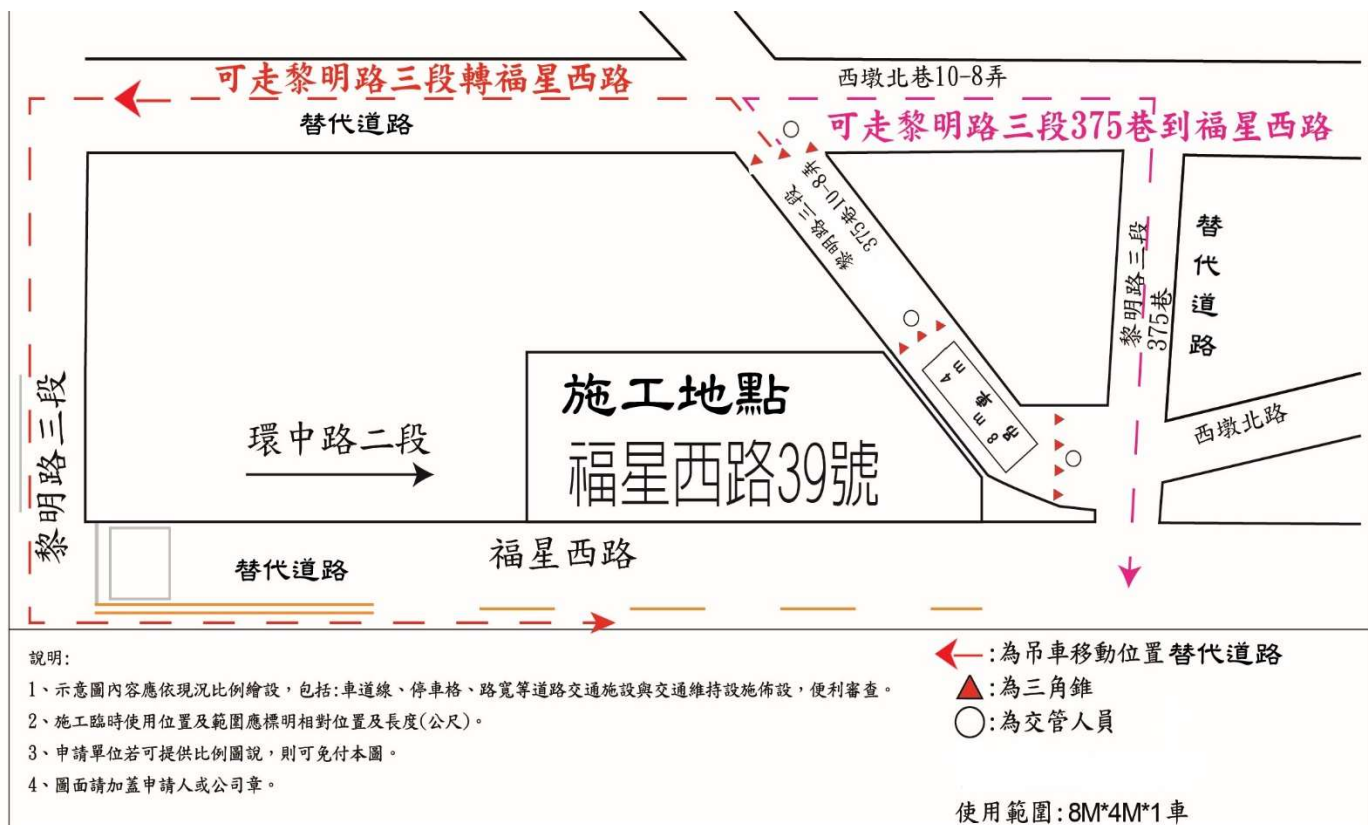 可走黎明路三段轉福星西路
西墩北巷10-8弄
替代道路
可走黎明路三段375巷到福星西路
黎明路三段
375巷10-8弄
黎明路三段
375巷
替代道路
8m 吊車 4m
西墩北路
施工地點
福星西路39號
環中路二段
黎明路三段
福星西路
替代道路
說明:
1、示意圖內容應依現況比例繪設，包括:車道線、停車格、路寬等道路交通施設與交通維持設施佈設，便利審查。
2、施工臨時使用位置及範圍應標明相對位置及長度(公尺)。
3、申請單位若可提供比例圖說，則可免付本圖。
4、圖面請加蓋申請人或公司章。
:為吊車移動位置替代道路
:為三角錐
:為交管人員
使用範圍:8M*4M*1車